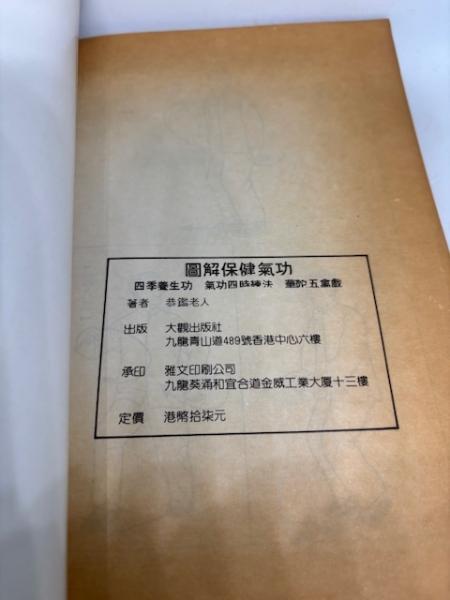 圖解保健氣功
四季養生功 氣功四時練法 華陀五禽戲
著者 恭鑑老人
出版 大觀出版社
九龍青山道489號香港中心六樓
承印 雅文印刷公司
九龍葵涌和宜合道金威工業大廈十三樓
定價 港幣拾柒元